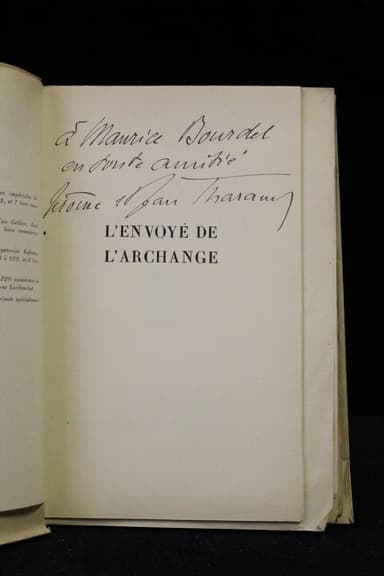 à Maurice Bourdel
en toute amitié
Jérôme et Jean Tharaud
L'ENVOYÉ DE
L'ARCHANGE